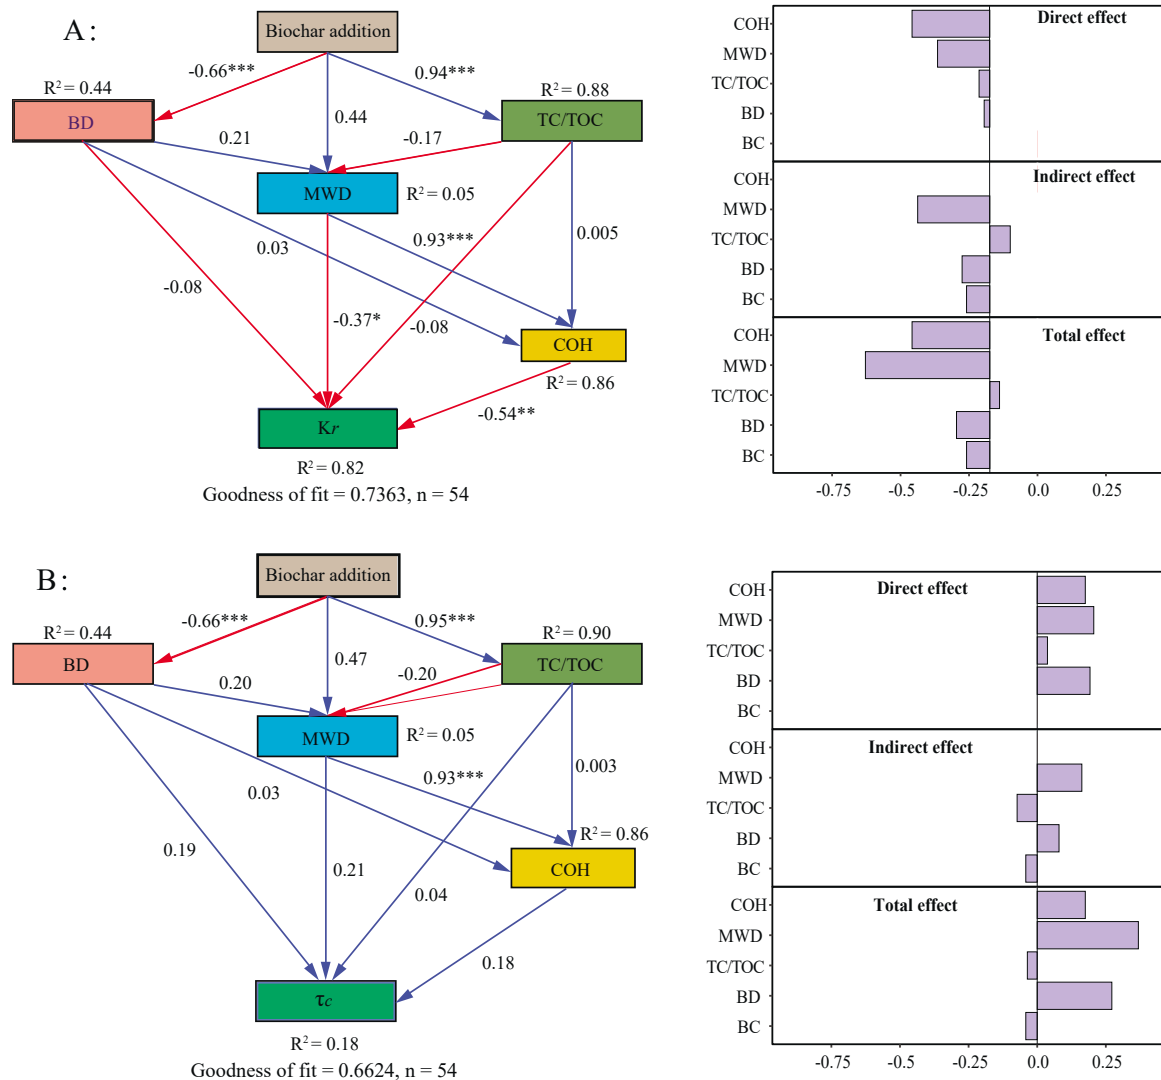 A:
Biochar addition
-0.66***
0.94***
R² = 0.44
R² = 0.88
BD
TC/TOC
0.21
0.44
-0.17
MWD
R² = 0.05
0.03
0.93***
0.005
-0.08
-0.37*
-0.08
COH
R² = 0.86
-0.54**
Kr
R² = 0.82
Goodness of fit = 0.7363, n = 54
Direct effect
COH
MWD
TC/TOC
BD
BC
Indirect effect
COH
MWD
TC/TOC
BD
BC
Total effect
COH
MWD
TC/TOC
BD
BC
-0.75 -0.5 -0.25 0.0 0.25
B:
Biochar addition
-0.66***
0.95***
R² = 0.44
R² = 0.90
BD
TC/TOC
0.20
0.47
-0.20
MWD
R² = 0.05
0.03
0.93***
0.003
R² = 0.86
0.19
0.21
0.04
COH
0.18
τc
R² = 0.18
Goodness of fit = 0.6624, n = 54
Direct effect
COH
MWD
TC/TOC
BD
BC
Indirect effect
COH
MWD
TC/TOC
BD
BC
Total effect
COH
MWD
TC/TOC
BD
BC
-0.75 -0.5 -0.25 0.0 0.25